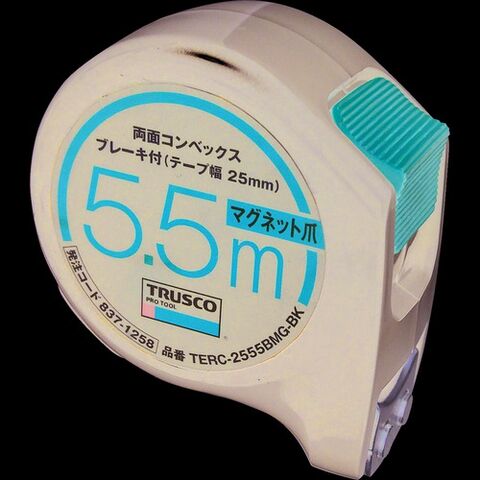 両面コンベックス
ブレーキ付(テープ幅 25mm)
マグネット爪
5.5m
TRUSCO
PRO TOOL
発注コード 837-1258 品番 TERC-2555BMG-BK